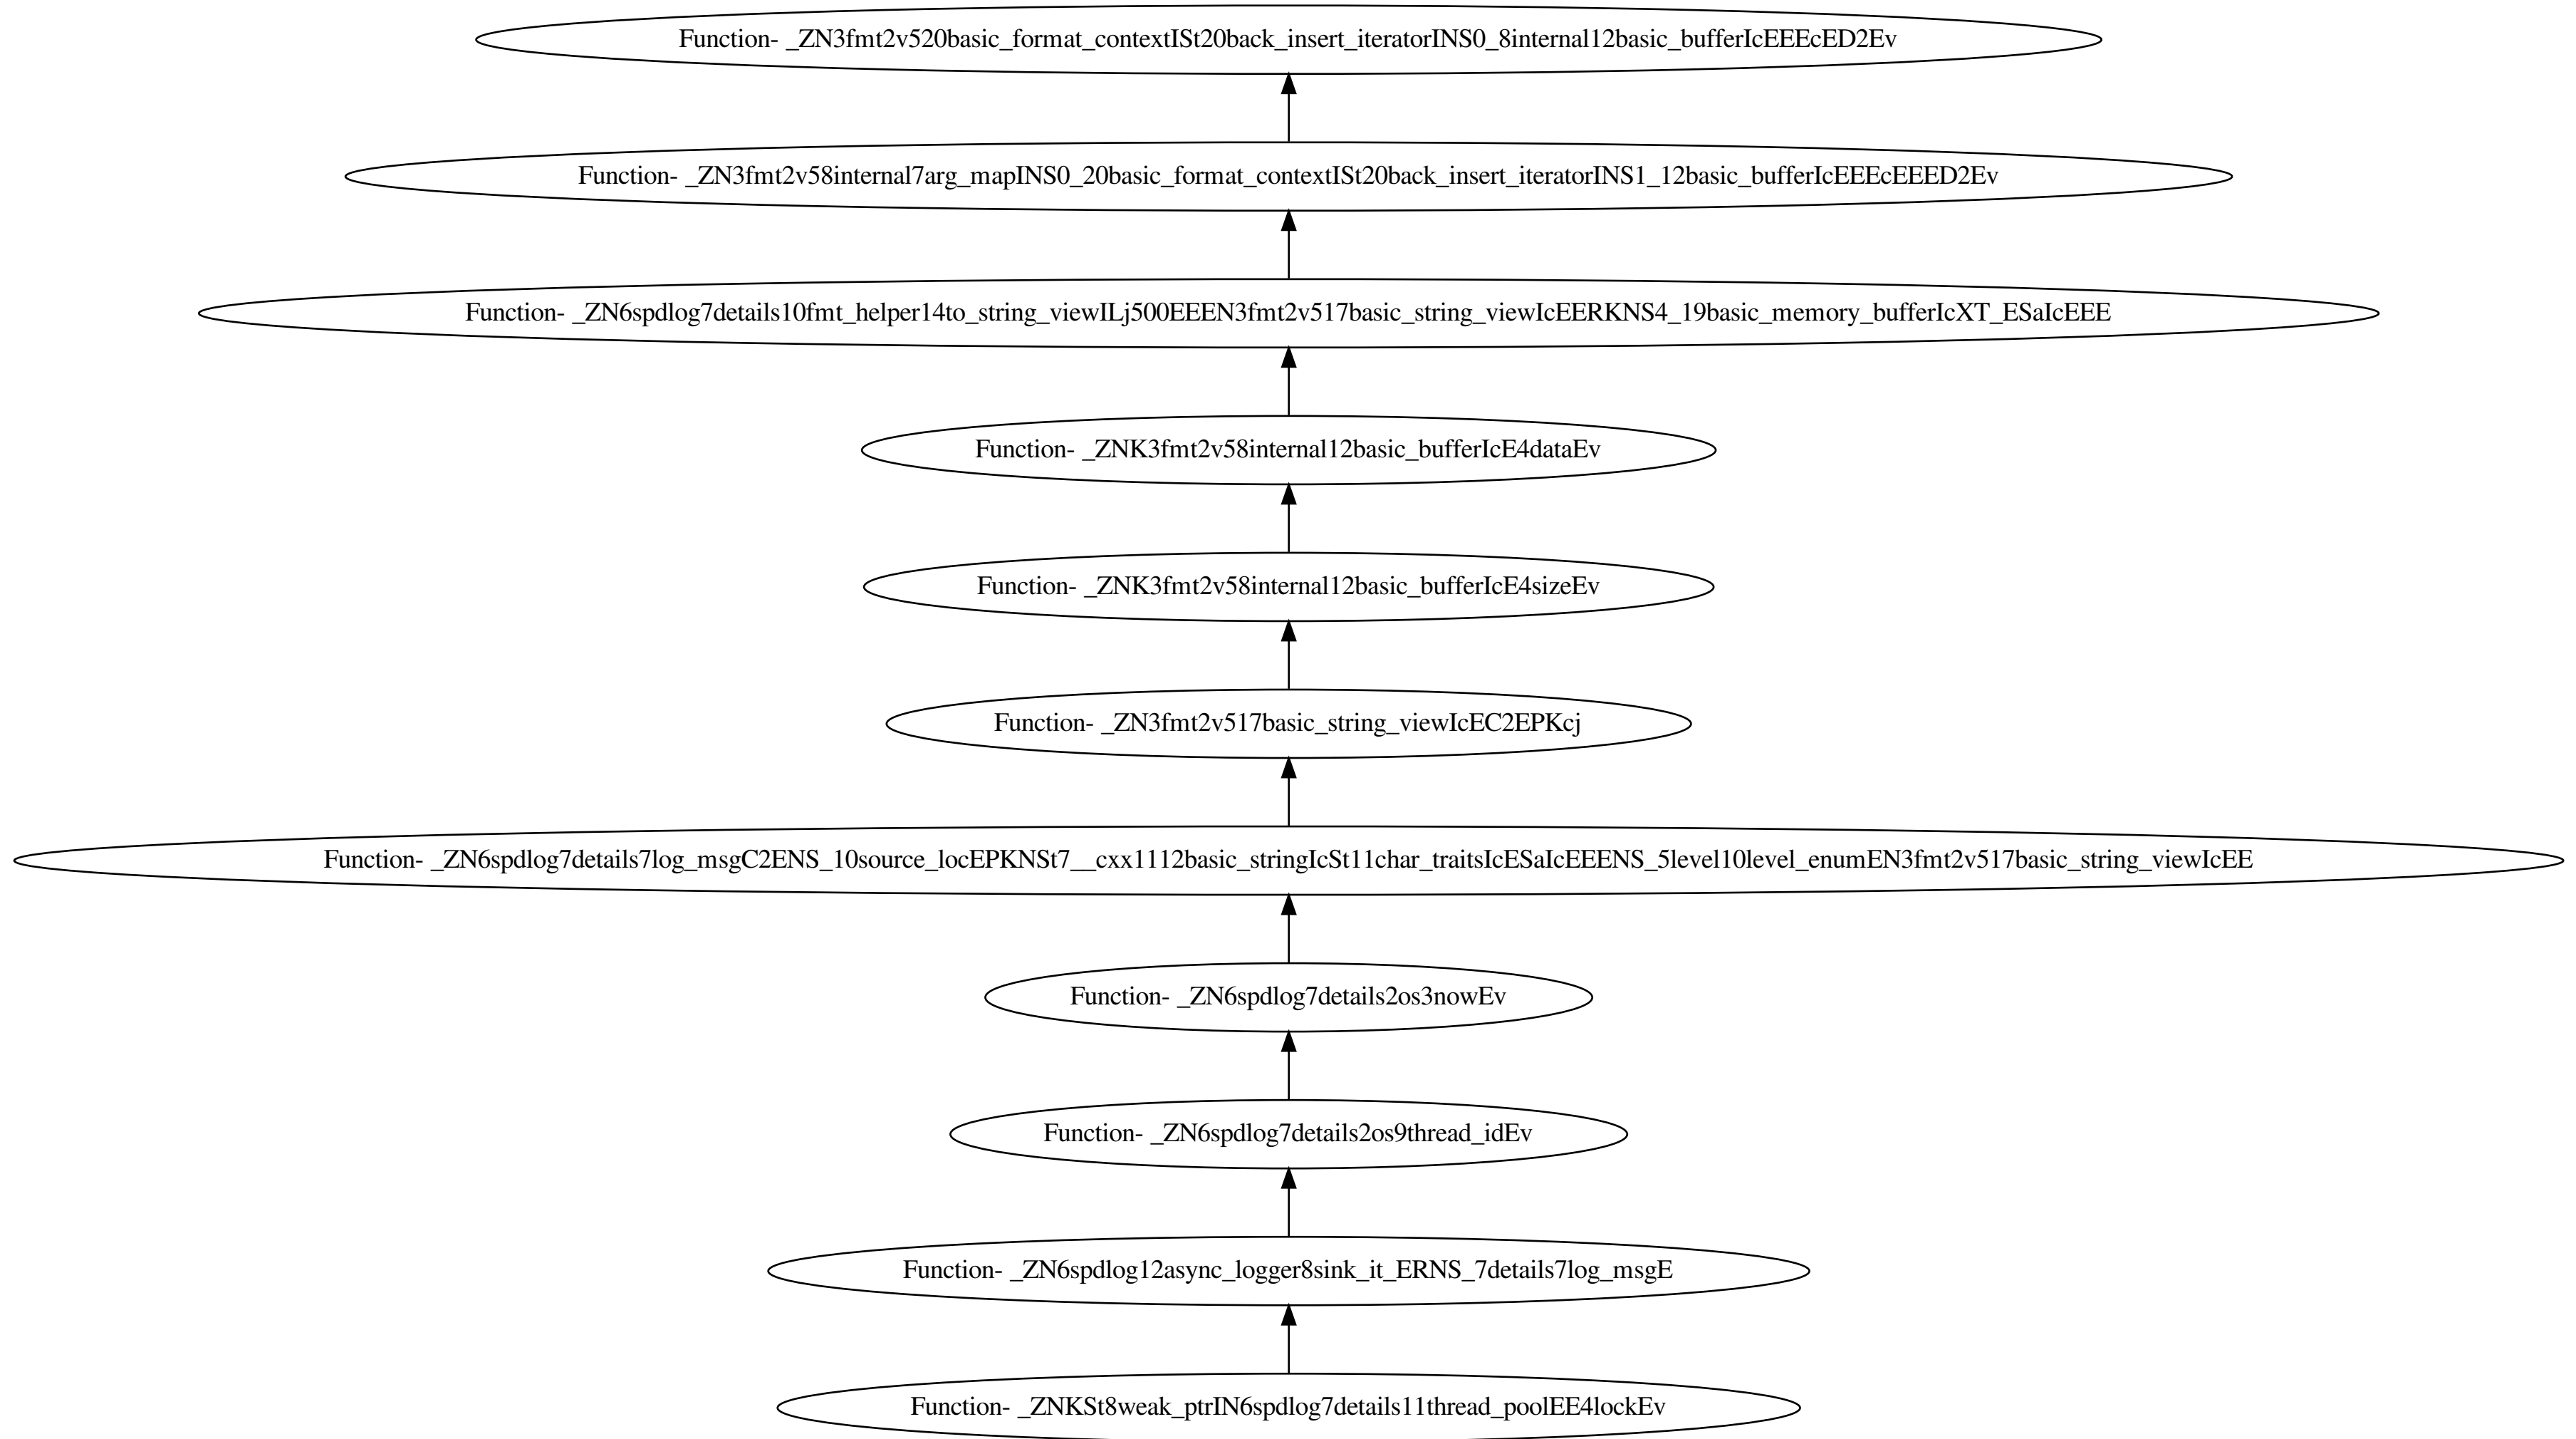 Function- _ZN3fmt2v520basic_format_contextISt20back_insert_iteratorINS0_8internal12basic_bufferIcEEEcED2Ev
Function- _ZN3fmt2v58internal7arg_mapINS0_20basic_format_contextISt20back_insert_iteratorINS1_12basic_bufferIcEEEcEEED2Ev
Function- _ZN6spdlog7details10fmt_helper14to_string_viewILj500EEEN3fmt2v517basic_string_viewIcEERKNS4_19basic_memory_bufferIcXT_ESaIcEEE
Function- _ZNK3fmt2v58internal12basic_bufferIcE4dataEv
Function- _ZNK3fmt2v58internal12basic_bufferIcE4sizeEv
Function- _ZN3fmt2v517basic_string_viewIcEC2EPKcj
Function- _ZN6spdlog7details7log_msgC2ENS_10source_locEPKNSt7__cxx1112basic_stringIcSt11char_traitsIcESaIcEEENS_5level10level_enumEN3fmt2v517basic_string_viewIcEE
Function- _ZN6spdlog7details2os3nowEv
Function- _ZN6spdlog7details2os9thread_idEv
Function- _ZN6spdlog12async_logger8sink_it_ERNS_7details7log_msgE
Function- _ZNKSt8weak_ptrIN6spdlog7details11thread_poolEE4lockEv